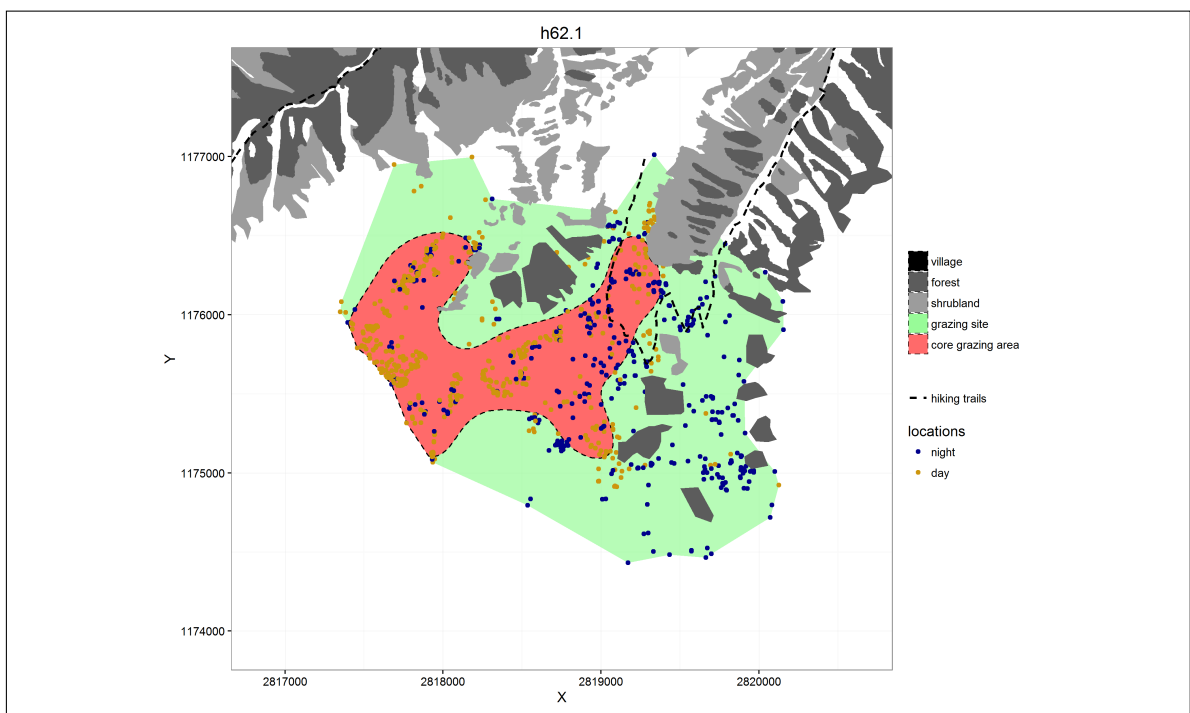 h62.1
1177000
1176000
1175000
1174000
Y
2817000
2818000
2819000
2820000
X
village
forest
shrubland
grazing site
core grazing area
hiking trails
locations
night
day